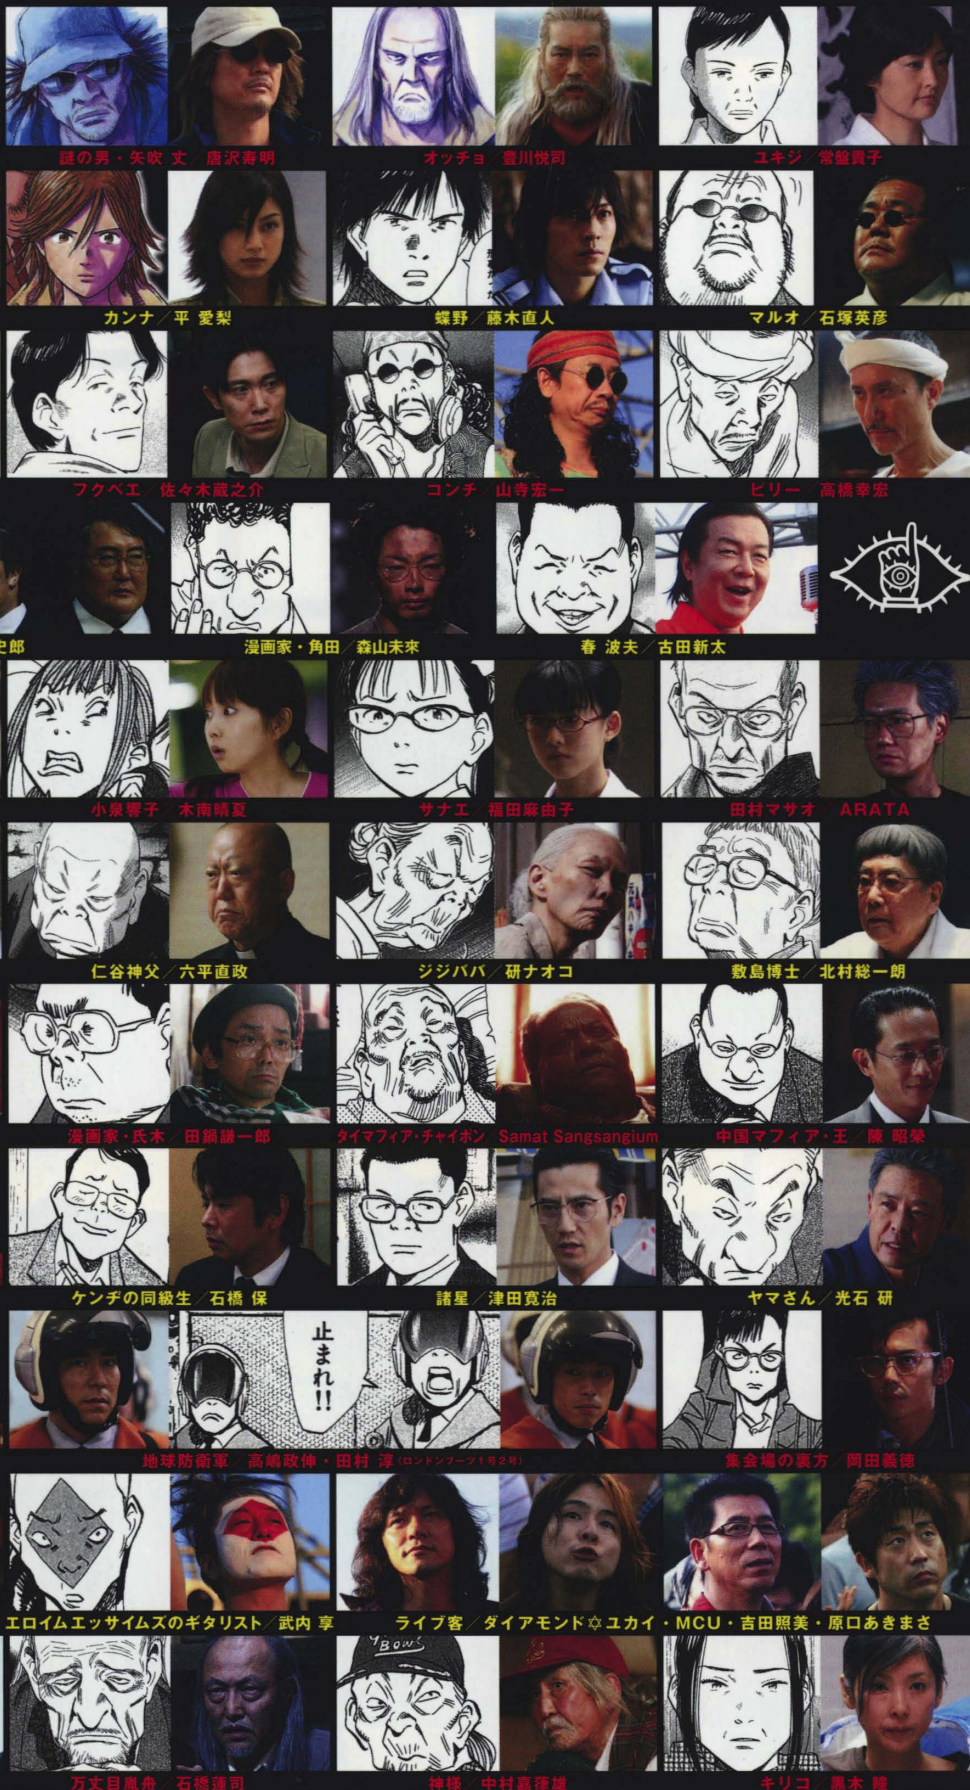 謎の男・矢吹 丈／唐沢寿明
オッチョ／豊川悦司
ユキジ／常盤貴子
カンナ／平 愛梨
蝶野／藤木直人
マルオ／石塚英彦
フクベエ／佐々木蔵之介
コンチ／山寺宏一
ビリー／高橋幸宏
史郎
漫画家・角田／森山未來
春 波夫／古田新太
小泉響子／木南晴夏
サナエ／福田麻由子
田村マサオ／ARATA
仁谷神父／六平直政
ジジババ／研ナオコ
敷島博士／北村総一朗
漫画家・氏木／田鍋謙一郎
タイマフィア・チャイポン／Samat Sangsangium
中国マフィア・王／陳 昭榮
ケンヂの同級生／石橋 保
諸星／津田寛治
ヤマさん／光石 研
止まれ!!
地球防衛軍／高嶋政伸・田村 淳(ロンドンブーツ1号2号)
集会場の裏方／岡田義徳
エロイムエッサイムズのギタリスト／武内 享
ライブ客／ダイアモンド✡ユカイ・MCU・吉田照美・原口あきまさ
BOWL
万丈目胤舟／石橋蓮司
神様／中村嘉葎雄
キリコ／黒木 瞳